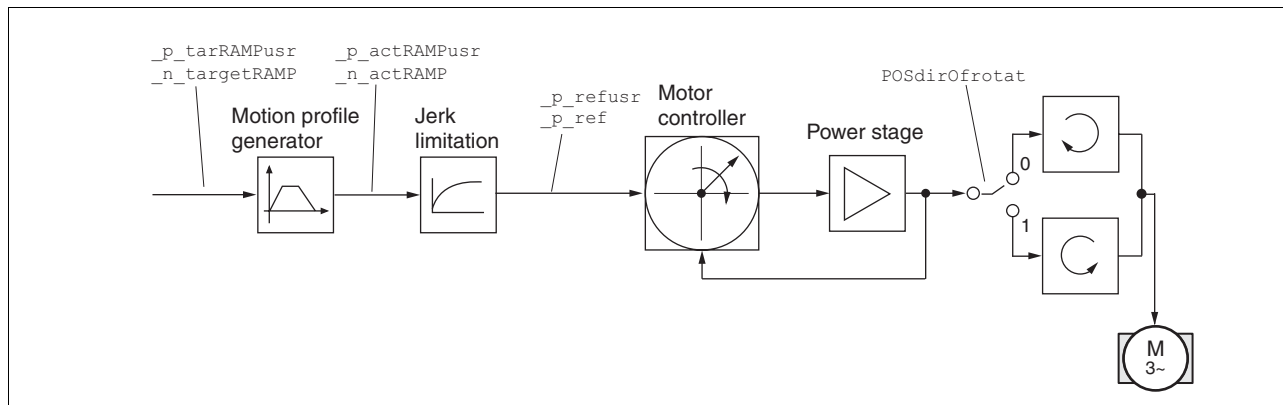 _p_tarRAMPusr
_n_targetRAMP
_p_actRAMPusr
_n_actRAMP
_p_refusr
_p_ref
POSdirOfrotat
Motion profile
generator
Jerk
limitation
Motor
controller
Power stage
0
1
M
3~